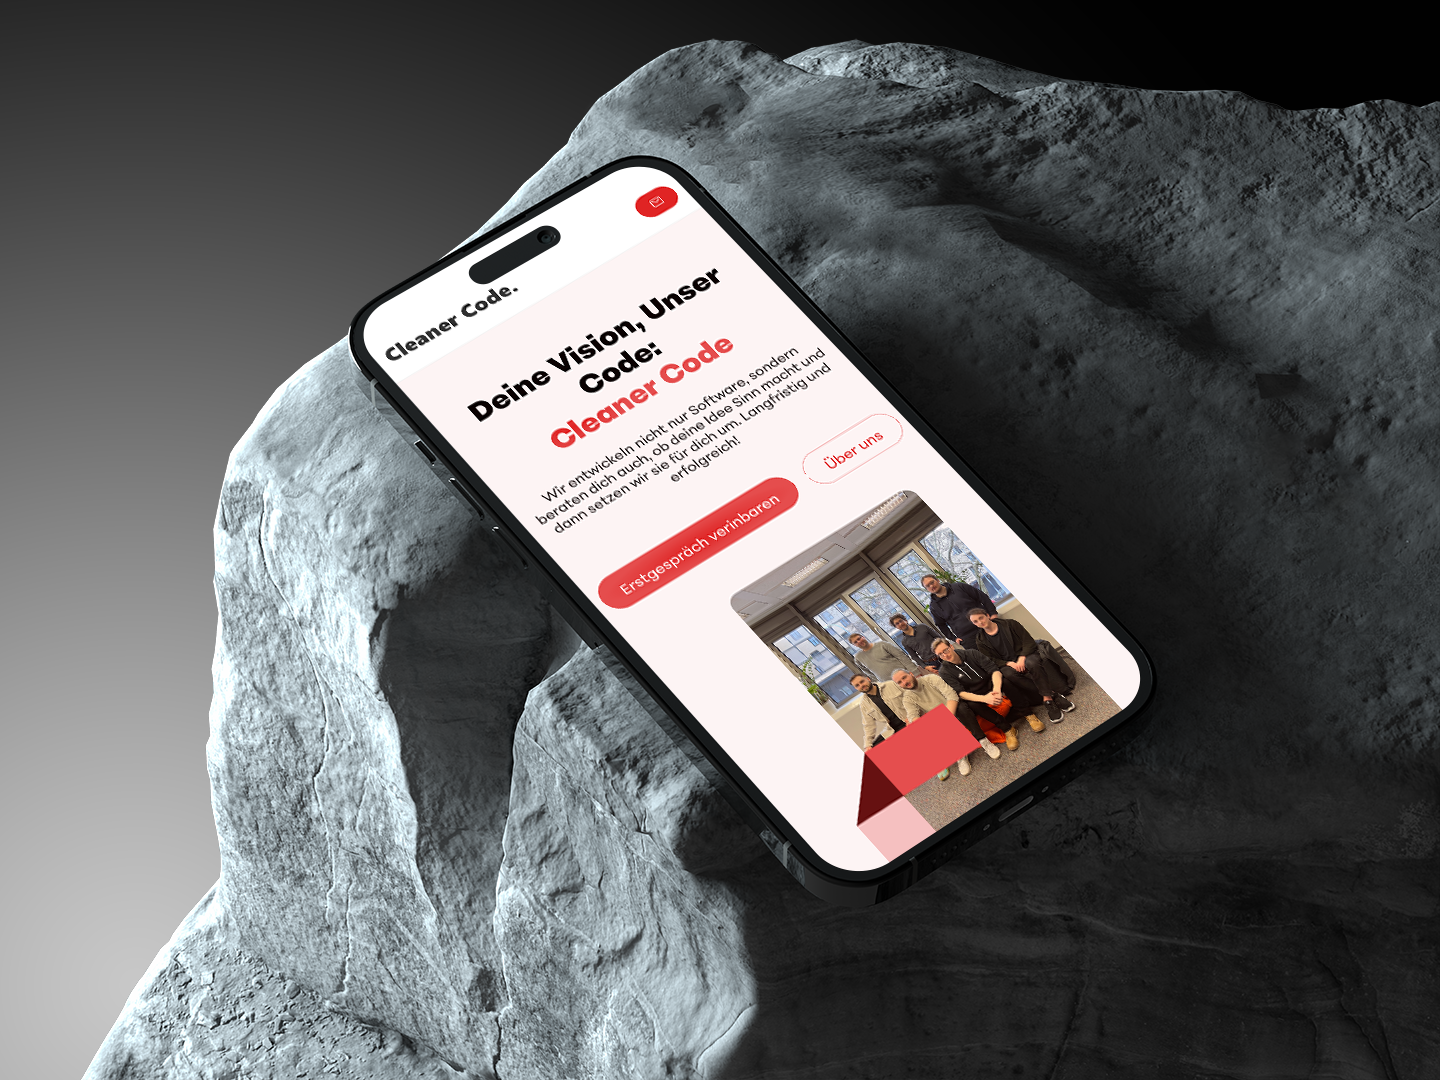 Cleaner Code.
Deine Vision, Unser
Code:
Cleaner Code
Wir entwickeln nicht nur Software, sondern
beraten dich auch, ob deine Idee Sinn macht und
dann setzen wir sie für dich um. Langfristig und
erfolgreich!
Erstgespräch verinbaren
Über uns